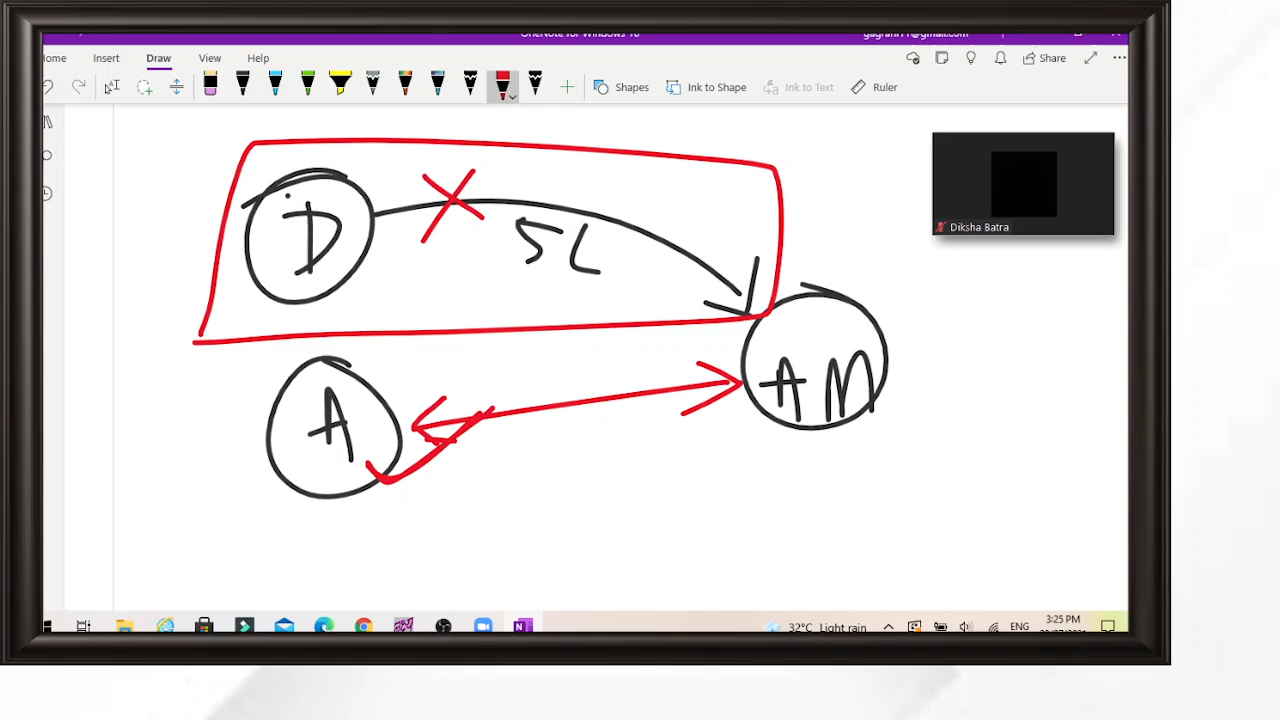 Home Insert Draw View Help
Share
Shapes Ink to Shape Ink to Text Ruler
D
5L
Diksha Batra
A
AM
32°C Light rain ENG 3:25 PM